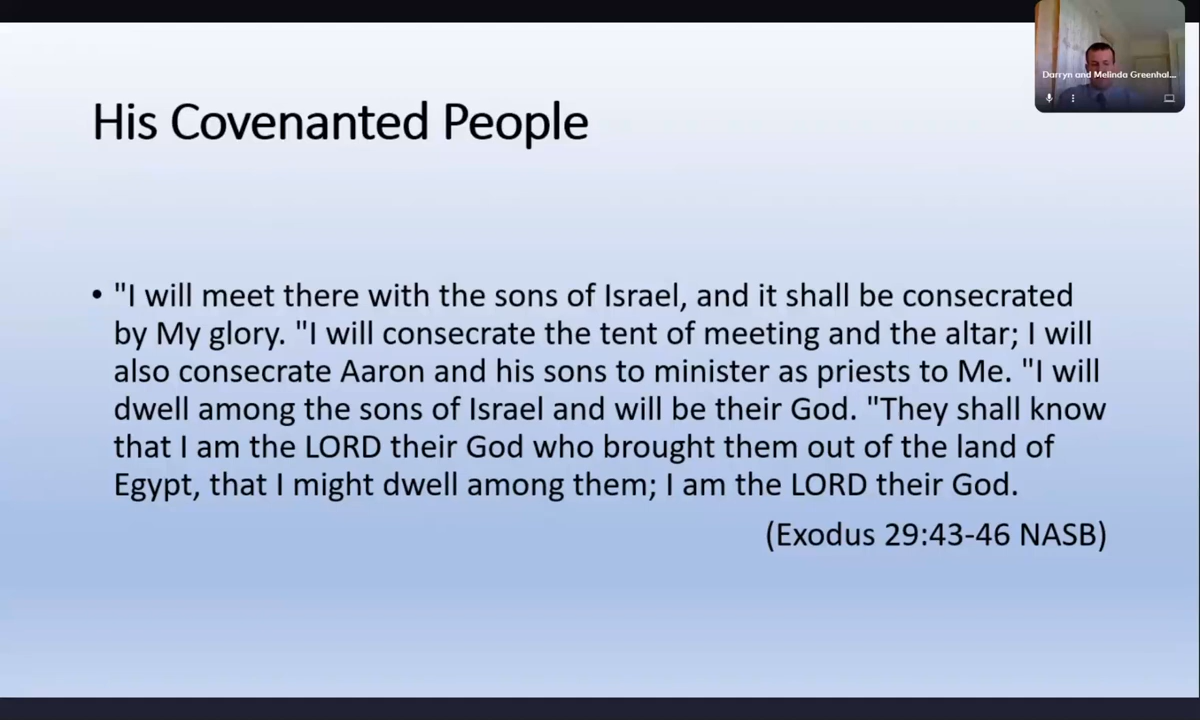 Darryn and Melinda Greenhal...
His Covenanted People
• "I will meet there with the sons of Israel, and it shall be consecrated
by My glory. "I will consecrate the tent of meeting and the altar; I will
also consecrate Aaron and his sons to minister as priests to Me. "I will
dwell among the sons of Israel and will be their God. "They shall know
that I am the LORD their God who brought them out of the land of
Egypt, that I might dwell among them; I am the LORD their God.
(Exodus 29:43-46 NASB)